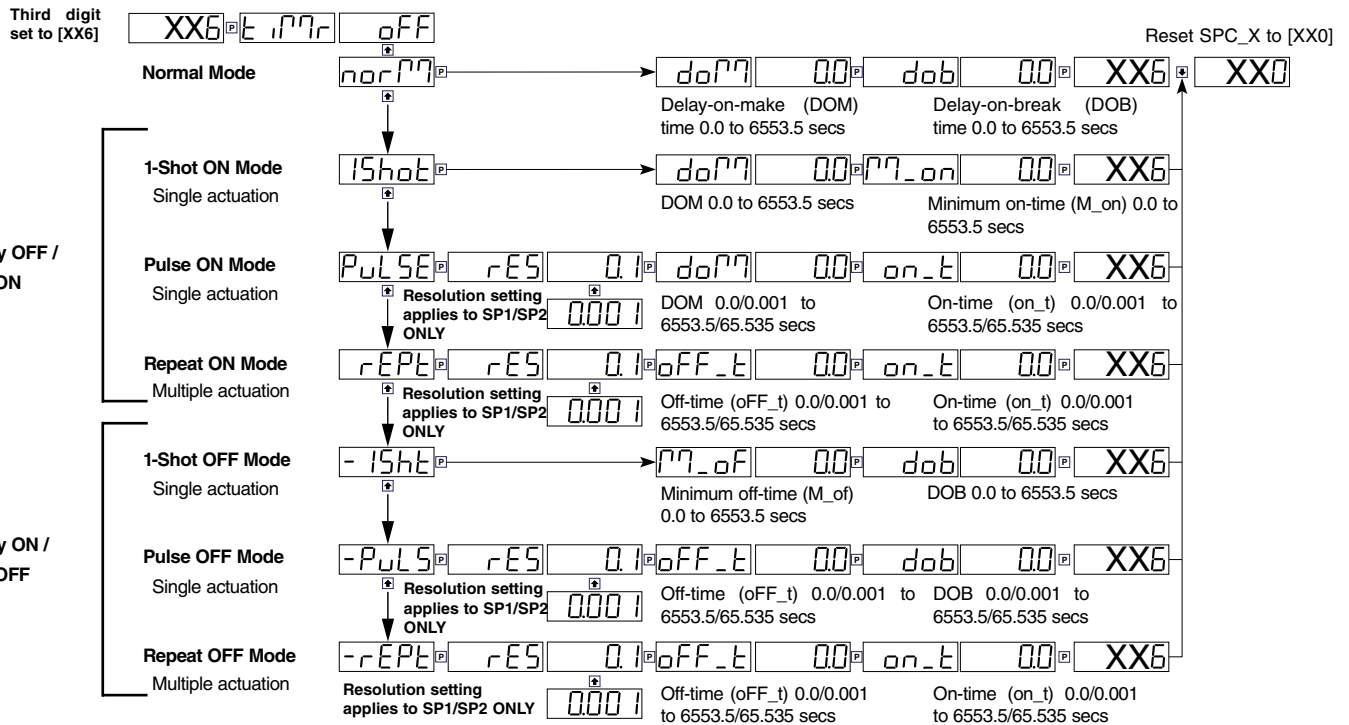 Third digit
set to [XX6]
XX6 P tiMr oFF
Reset SPC_X to [XX0]
Normal Mode
norM P doM 0.0 P dob 0.0 P XX6 XX0
Delay-on-make (DOM)
time 0.0 to 6553.5 secs
Delay-on-break (DOB)
time 0.0 to 6553.5 secs
1-Shot ON Mode
Single actuation
1Shot P doM 0.0 P M_on 0.0 P XX6
DOM 0.0 to 6553.5 secs
Minimum on-time (M_on) 0.0 to
6553.5 secs
OFF /
ON
Pulse ON Mode
Single actuation
PuLSE P rES 0.1 P doM 0.0 P on_t 0.0 P XX6
Resolution setting
applies to SP1/SP2
ONLY
0.001
DOM 0.0/0.001 to
6553.5/65.535 secs
On-time (on_t) 0.0/0.001 to
6553.5/65.535 secs
Repeat ON Mode
Multiple actuation
rEPt P rES 0.1 P oFF_t 0.0 P on_t 0.0 P XX6
Resolution setting
applies to SP1/SP2
ONLY
0.001
Off-time (oFF_t) 0.0/0.001 to
6553.5/65.535 secs
On-time (on_t) 0.0/0.001
to 6553.5/65.535 secs
1-Shot OFF Mode
Single actuation
-1Sht P M_oF 0.0 P dob 0.0 P XX6
Minimum off-time (M_of)
0.0 to 6553.5 secs
DOB 0.0 to 6553.5 secs
ON /
OFF
Pulse OFF Mode
Single actuation
-PuLS P rES 0.1 P oFF_t 0.0 P dob 0.0 P XX6
Resolution setting
applies to SP1/SP2
ONLY
0.001
Off-time (oFF_t) 0.0/0.001 to
6553.5/65.535 secs
DOB 0.0/0.001 to
6553.5/65.535 secs
Repeat OFF Mode
Multiple actuation
-rEPt P rES 0.1 P oFF_t 0.0 P on_t 0.0 P XX6
Resolution setting
applies to SP1/SP2 ONLY
0.001
Off-time (oFF_t) 0.0/0.001
to 6553.5/65.535 secs
On-time (on_t) 0.0/0.001
to 6553.5/65.535 secs